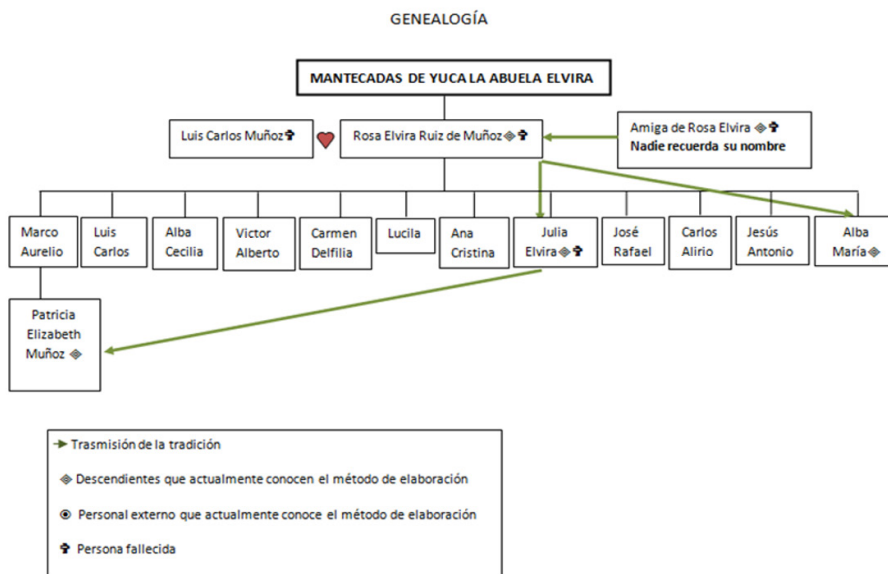 GENEALOGÍA
MANTECADAS DE YUCA LA ABUELA ELVIRA
Luis Carlos Muñoz✞
Rosa Elvira Ruiz de Muñoz ✞
Amiga de Rosa Elvira ✞
Nadie recuerda su nombre
Marco
Aurelio
Luis
Carlos
Alba
Cecilia
Victor
Alberto
Carmen
Delfilia
Lucila
Ana
Cristina
Julia
Elvira ✞
José
Rafael
Carlos
Alirio
Jesús
Antonio
Alba
María
Patricia
Elizabeth
Muñoz
Trasmisión de la tradición
Descendientes que actualmente conocen el método de elaboración
Personal externo que actualmente conoce el método de elaboración
✞ Persona fallecida